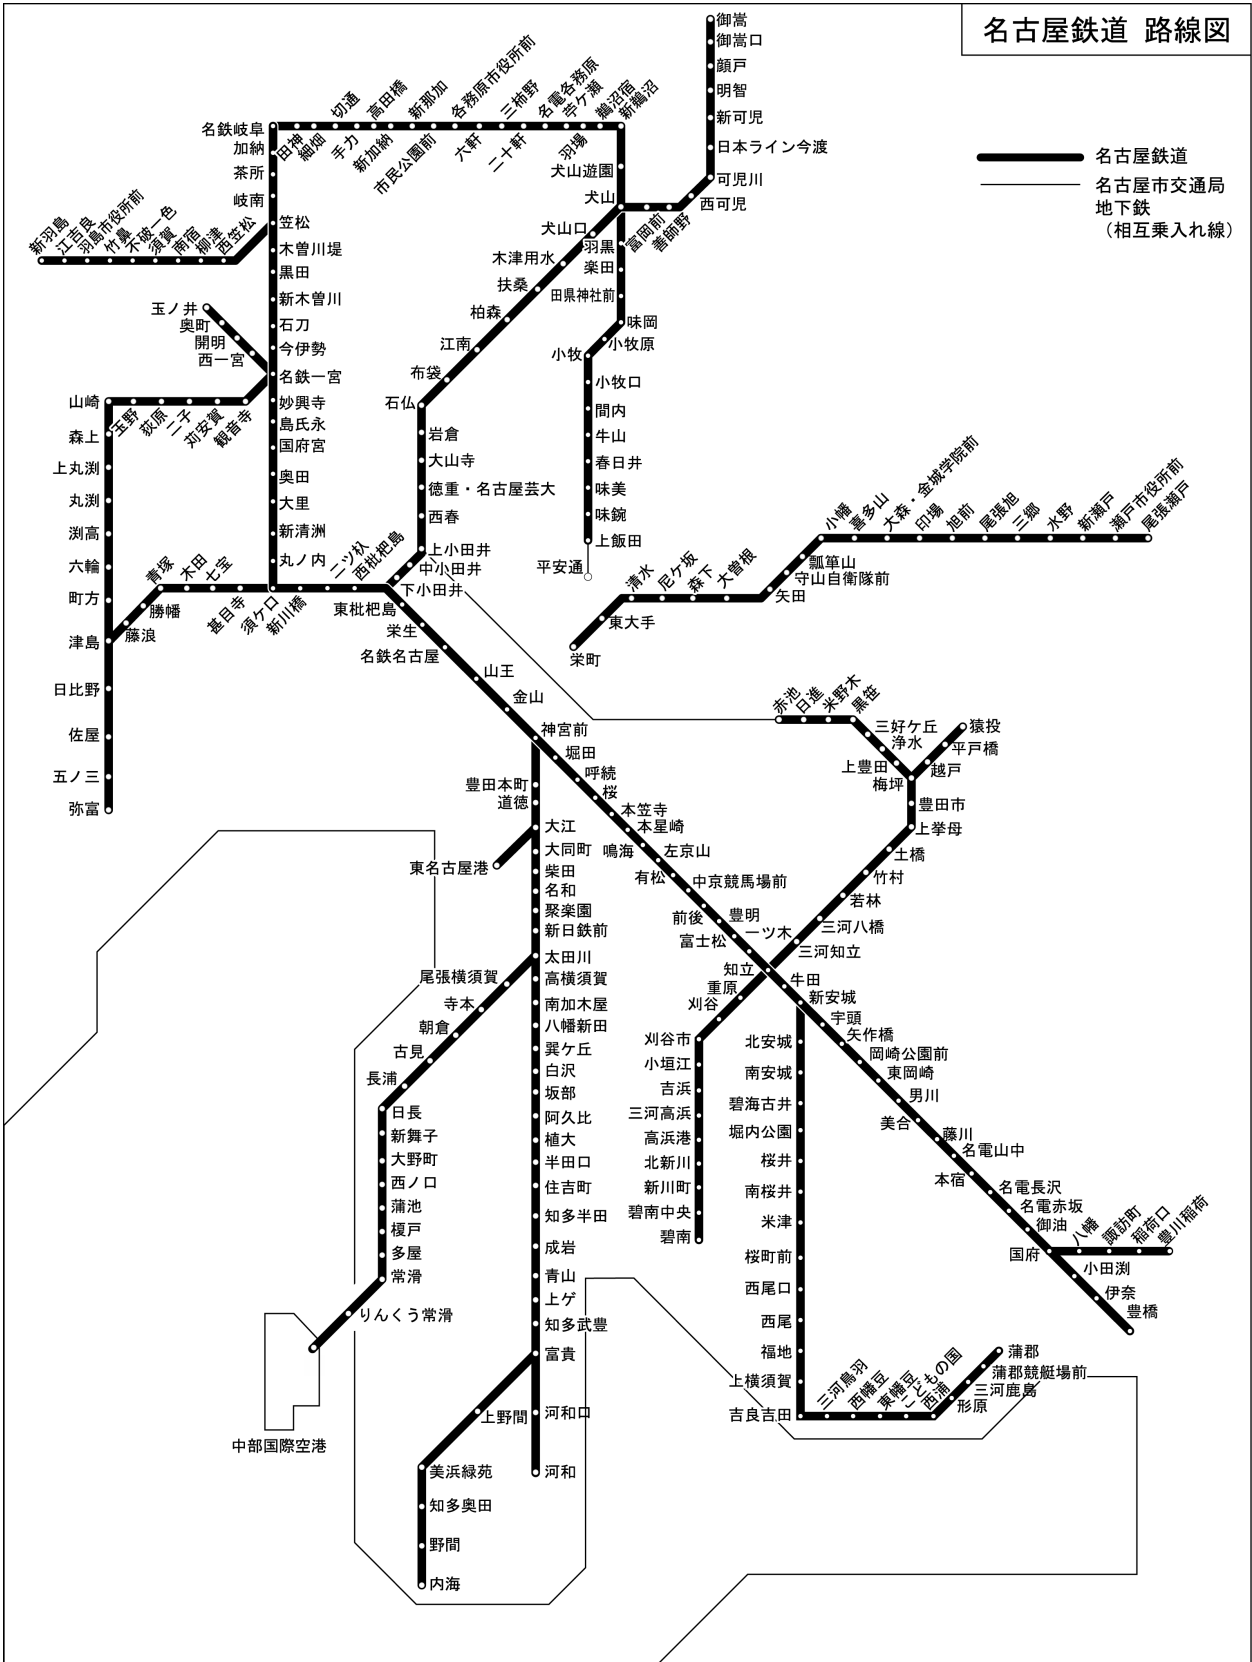 名古屋鉄道 路線図
名古屋鉄道
名古屋市交通局
地下鉄
（相互乗入れ線）
御嵩
御嵩口
顔戸
明智
新可児
日本ライン今渡
可児川
西可児
善師野
富岡前
名鉄岐阜
田神
細畑
切通
手力
高田橋
新加納
新那加
市民公園前
各務原市役所前
六軒
三柿野
二十軒
名電各務原
苧ケ瀬
羽場
鵜沼宿
新鵜沼
犬山遊園
犬山
犬山口
木津用水
扶桑
柏森
江南
布袋
石仏
岩倉
大山寺
徳重・名古屋芸大
西春
上小田井
中小田井
下小田井
羽黒
楽田
田県神社前
味岡
小牧原
小牧
小牧口
間内
牛山
春日井
味美
味鋺
上飯田
平安通
加納
茶所
岐南
笠松
木曽川堤
黒田
新木曽川
石刀
今伊勢
名鉄一宮
妙興寺
島氏永
国府宮
奥田
大里
新清洲
丸ノ内
新羽島
江吉良
羽島市役所前
竹鼻
不破一色
須賀
南宿
柳津
西笠松
玉ノ井
奥町
開明
西一宮
山崎
玉野
荻原
二子
苅安賀
観音寺
森上
上丸渕
丸渕
渕高
六輪
町方
津島
日比野
佐屋
五ノ三
弥富
藤浪
勝幡
青塚
木田
七宝
甚目寺
須ケ口
新川橋
二ツ杁
西枇杷島
東枇杷島
栄生
名鉄名古屋
山王
金山
神宮前
堀田
呼続
桜
本笠寺
本星崎
鳴海
左京山
有松
中京競馬場前
前後
豊明
富士松
一ツ木
知立
牛田
新安城
宇頭
矢作橋
岡崎公園前
東岡崎
男川
美合
藤川
名電山中
本宿
名電長沢
名電赤坂
御油
国府
八幡
諏訪町
稲荷口
豊川稲荷
小田渕
伊奈
豊橋
栄町
東大手
清水
尼ケ坂
森下
大曽根
矢田
守山自衛隊前
瓢箪山
小幡
喜多山
大森・金城学院前
印場
旭前
尾張旭
三郷
水野
新瀬戸
瀬戸市役所前
尾張瀬戸
赤池
日進
米野木
黒笹
三好ケ丘
浄水
上豊田
梅坪
越戸
平戸橋
猿投
豊田市
上挙母
土橋
竹村
若林
三河八橋
三河知立
重原
刈谷
刈谷市
小垣江
吉浜
三河高浜
高浜港
北新川
新川町
碧南中央
碧南
北安城
南安城
碧海古井
堀内公園
桜井
南桜井
米津
桜町前
西尾口
西尾
福地
上横須賀
吉良吉田
三河鳥羽
西幡豆
東幡豆
こどもの国
西浦
形原
三河鹿島
蒲郡競艇場前
蒲郡
豊田本町
道徳
大江
東名古屋港
大同町
柴田
名和
聚楽園
新日鉄前
太田川
高横須賀
南加木屋
八幡新田
巽ケ丘
白沢
坂部
阿久比
植大
半田口
住吉町
知多半田
成岩
青山
上ゲ
知多武豊
富貴
河和口
河和
上野間
美浜緑苑
知多奥田
野間
内海
尾張横須賀
寺本
朝倉
古見
長浦
日長
新舞子
大野町
西ノ口
蒲池
榎戸
多屋
常滑
りんくう常滑
中部国際空港